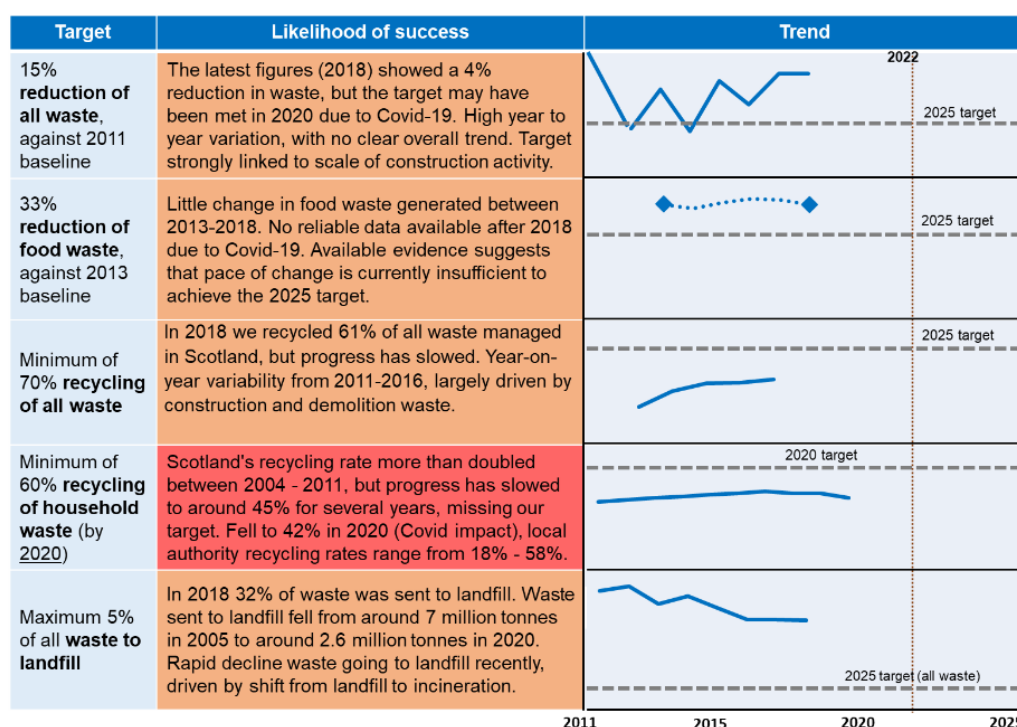 Target
Likelihood of success
Trend
15%
reduction of
all waste,
against 2011
baseline
The latest figures (2018) showed a 4%
reduction in waste, but the target may have
been met in 2020 due to Covid-19. High year to
year variation, with no clear overall trend. Target
strongly linked to scale of construction activity.
2022
2025 target
33%
reduction of
food waste,
against 2013
baseline
Little change in food waste generated between
2013-2018. No reliable data available after 2018
due to Covid-19. Available evidence suggests
that pace of change is currently insufficient to
achieve the 2025 target.
2025 target
Minimum of
70% recycling
of all waste
In 2018 we recycled 61% of all waste managed
in Scotland, but progress has slowed. Year-on-
year variability from 2011-2016, largely driven by
construction and demolition waste.
2025 target
Minimum of
60% recycling
of household
waste (by
2020)
Scotland's recycling rate more than doubled
between 2004 - 2011, but progress has slowed
to around 45% for several years, missing our
target. Fell to 42% in 2020 (Covid impact), local
authority recycling rates range from 18% - 58%.
2020 target
Maximum 5%
of all waste to
landfill
In 2018 32% of waste was sent to landfill. Waste
sent to landfill fell from around 7 million tonnes
in 2005 to around 2.6 million tonnes in 2020.
Rapid decline waste going to landfill recently,
driven by shift from landfill to incineration.
2025 target (all waste)
2011
2015
2020